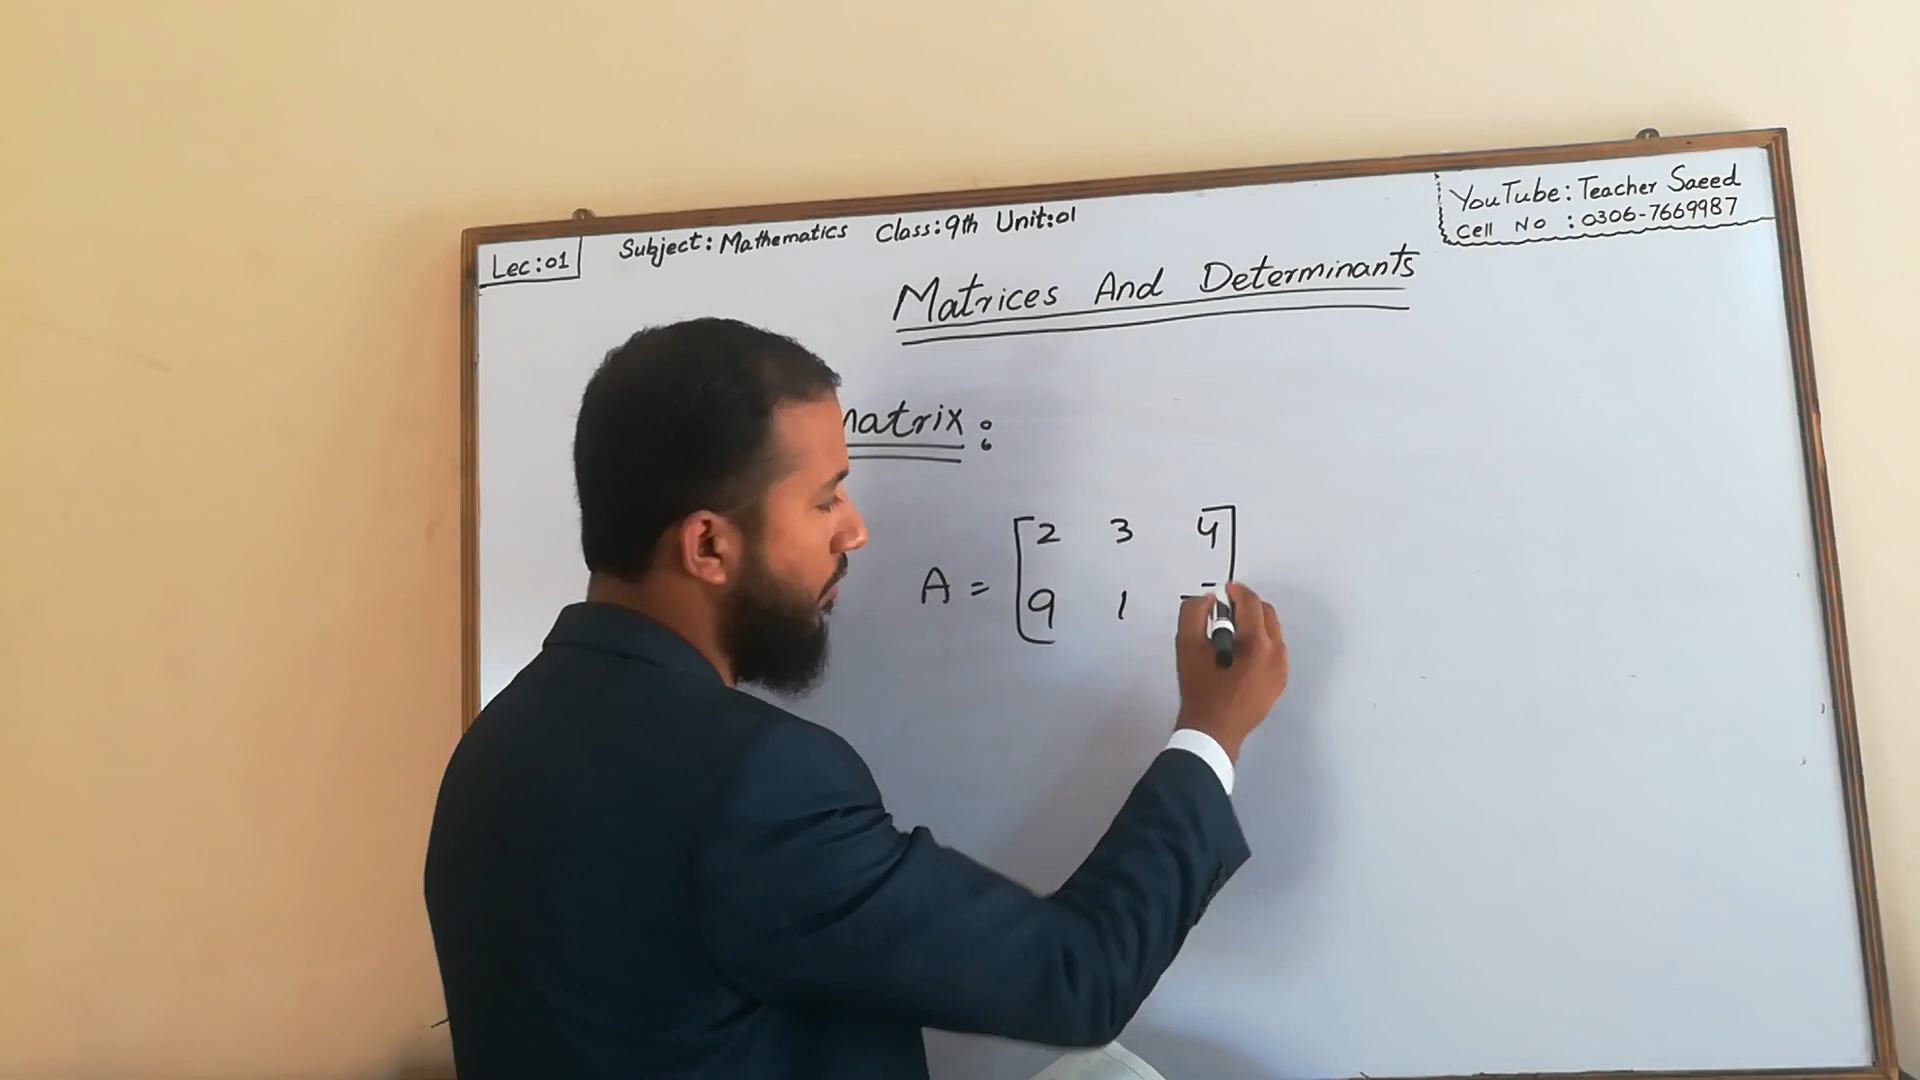 Lec:01
Subject: Mathematics Class:9th Unit:01
YouTube: Teacher Saeed
Cell No : 0306-7669987
Matrices And Determinants
matrix:
2 3 4
A =
9 1